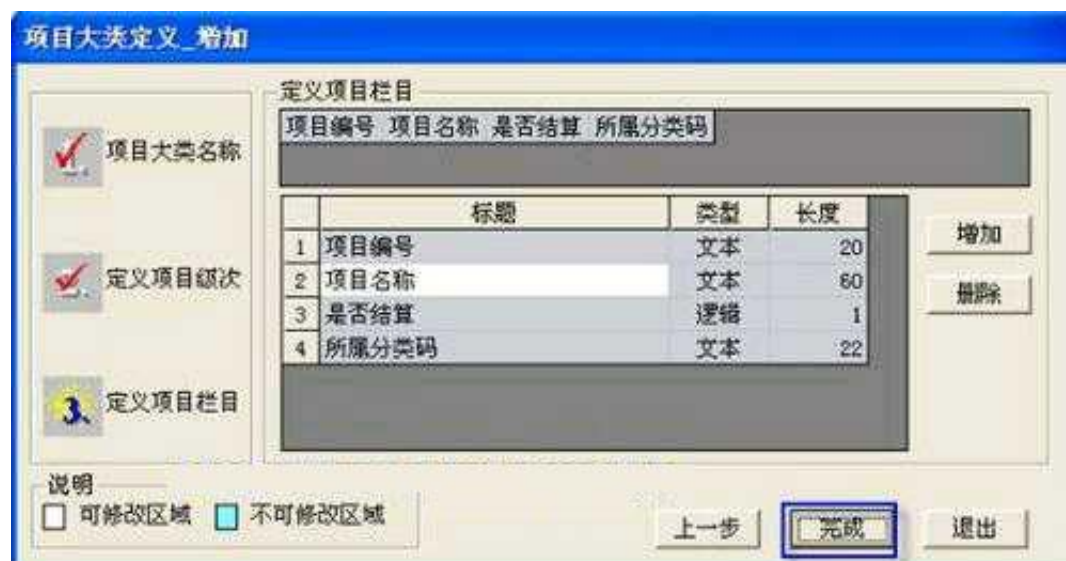 项目大类定义_增加
定义项目栏目
项目编号 项目名称 是否结算 所属分类码
项目大类名称
定义项目级次
3.
定义项目栏目
标题 类型 长度
1 项目编号 文本 20
2 项目名称 文本 60
3 是否结算 逻辑 1
4 所属分类码 文本 22
增加
删除
说明
可修改区域 不可修改区域
上一步 完成 退出